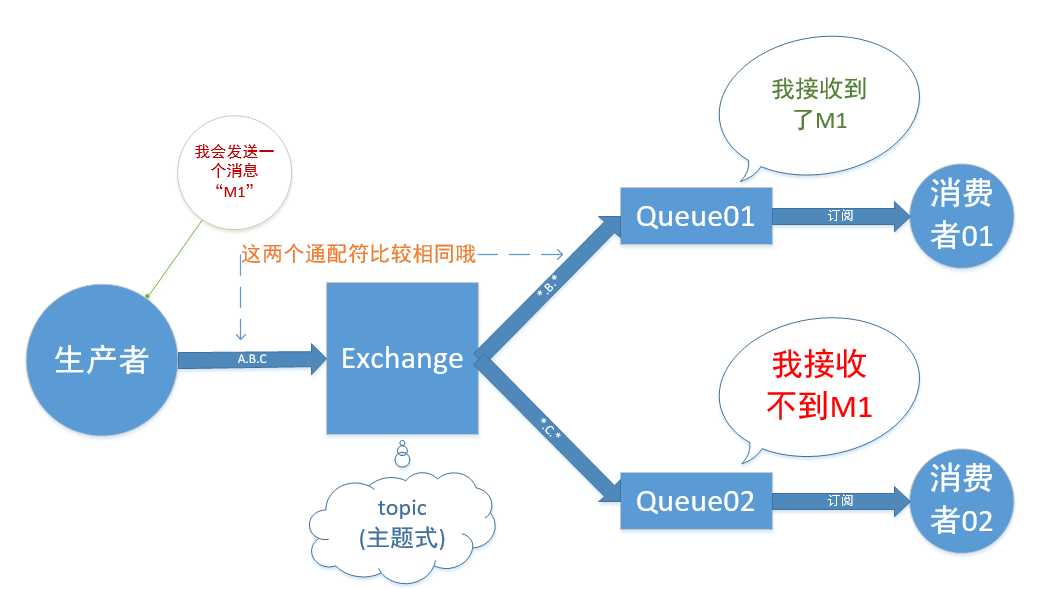 我接收到
了M1
我会发送一
个消息
“M1”
消费
者01
Queue01
订阅
这两个通配符比较相同哦
*.B.*
生产者
A.B.C
Exchange
我接收
不到M1
*.C.*
topic
(主题式)
Queue02
订阅
消费
者02